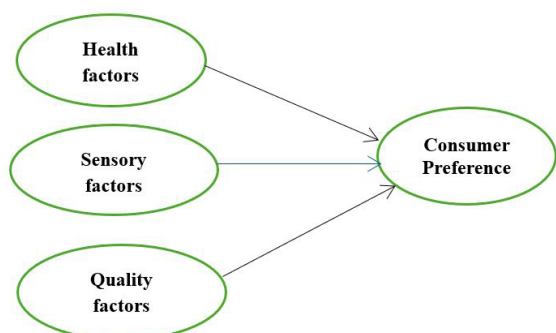 Health
factors
Sensory
factors
Quality
factors
Consumer
Preference